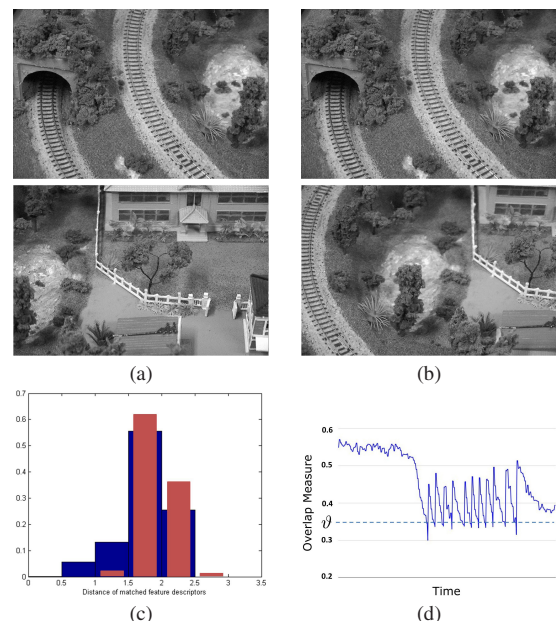 (a)
(b)
0.7
0.6
0.5
0.4
0.3
0.2
0.1
0
0 0.5 1 1.5 2 2.5 3 3.5
Distance of matched feature descriptors
(c)
0.6
0.5
0.4
ϑ
0.3
0.2
Overlap Measure
Time
(d)